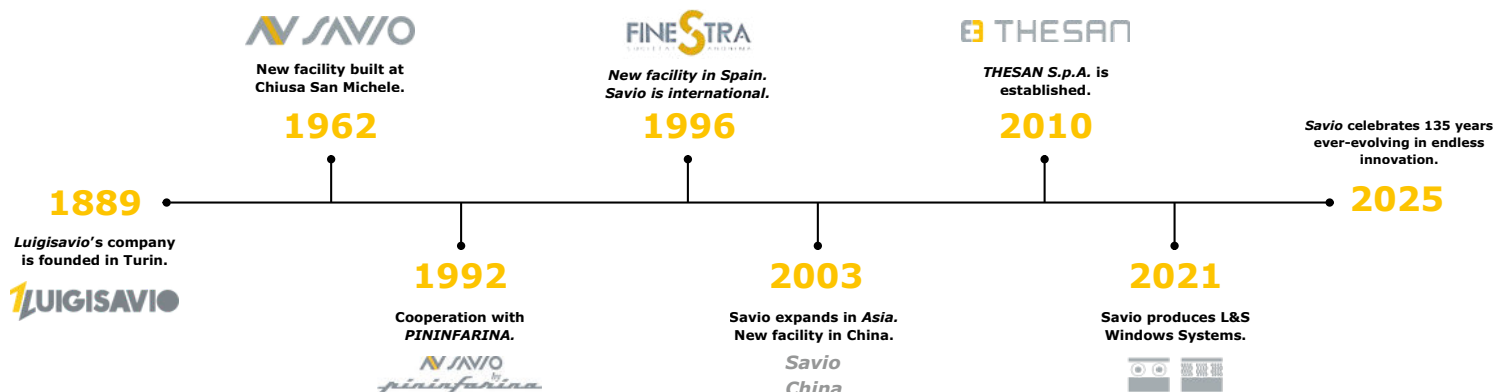 1889
Luigisavio's company
is founded in Turin.
LUIGISAVIO
SAVIO
New facility built at
Chiusa San Michele.
1962
1992
Cooperation with
PININFARINA.
SAVIO
by
pininfarina
FINESTRA
SOCIEDAD ANONIMA
New facility in Spain.
Savio is international.
1996
2003
Savio expands in Asia.
New facility in China.
Savio
China
THESAN
THESAN S.p.A. is
established.
2010
2021
Savio produces L&S
Windows Systems.
Savio celebrates 135 years
ever-evolving in endless
innovation.
2025